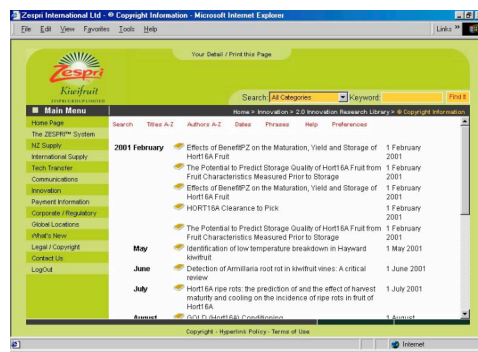 Zespri International Ltd - © Copyright Information - Microsoft Internet Explorer
File Edit View Favorites Tools Help
Links »
Your Detail / Print this Page
Zespri
Kiwifruit
ZESPRI GROUP LIMITED
Search: All Categories Keyword: Find It
Main Menu
Home > Innovation > 2.0 Innovation Research Library > © Copyright Information
Home Page
The ZESPRI™ System
NZ Supply
International Supply
Tech Transfer
Communications
Innovation
Payment Information
Corporate / Regulatory
Global Locations
What's New
Legal / Copyright
Contact Us
LogOut
Search Titles A-Z Authors A-Z Dates Phrases Help Preferences
2001 February Effects of BenefitPZ on the Maturation, Yield and Storage of 1 February
Hort16A Fruit 2001
The Potential to Predict Storage Quality of Hort16A Fruit from 1 February
Fruit Characteristics Measured Prior to Storage 2001
Effects of BenefitPZ on the Maturation, Yield and Storage of 1 February
Hort16A Fruit 2001
HORT16A Clearance to Pick 1 February
2001
The Potential to Predict Storage Quality of Hort16A Fruit from 1 February
Fruit Characteristics Measured Prior to Storage 2001
May Identification of low temperature breakdown in Hayward 1 May 2001
kiwifruit
June Detection of Armillaria root rot in kiwifruit vines: A critical 1 June 2001
review
July Hort16A ripe rots: the prediction of and the effect of harvest 1 July 2001
maturity and cooling on the incidence of ripe rots in fruit of
Hort16A
August GOLD (Hort16A) Conditioning 1 August
Copyright - Hyperlink Policy - Terms of Use
Internet